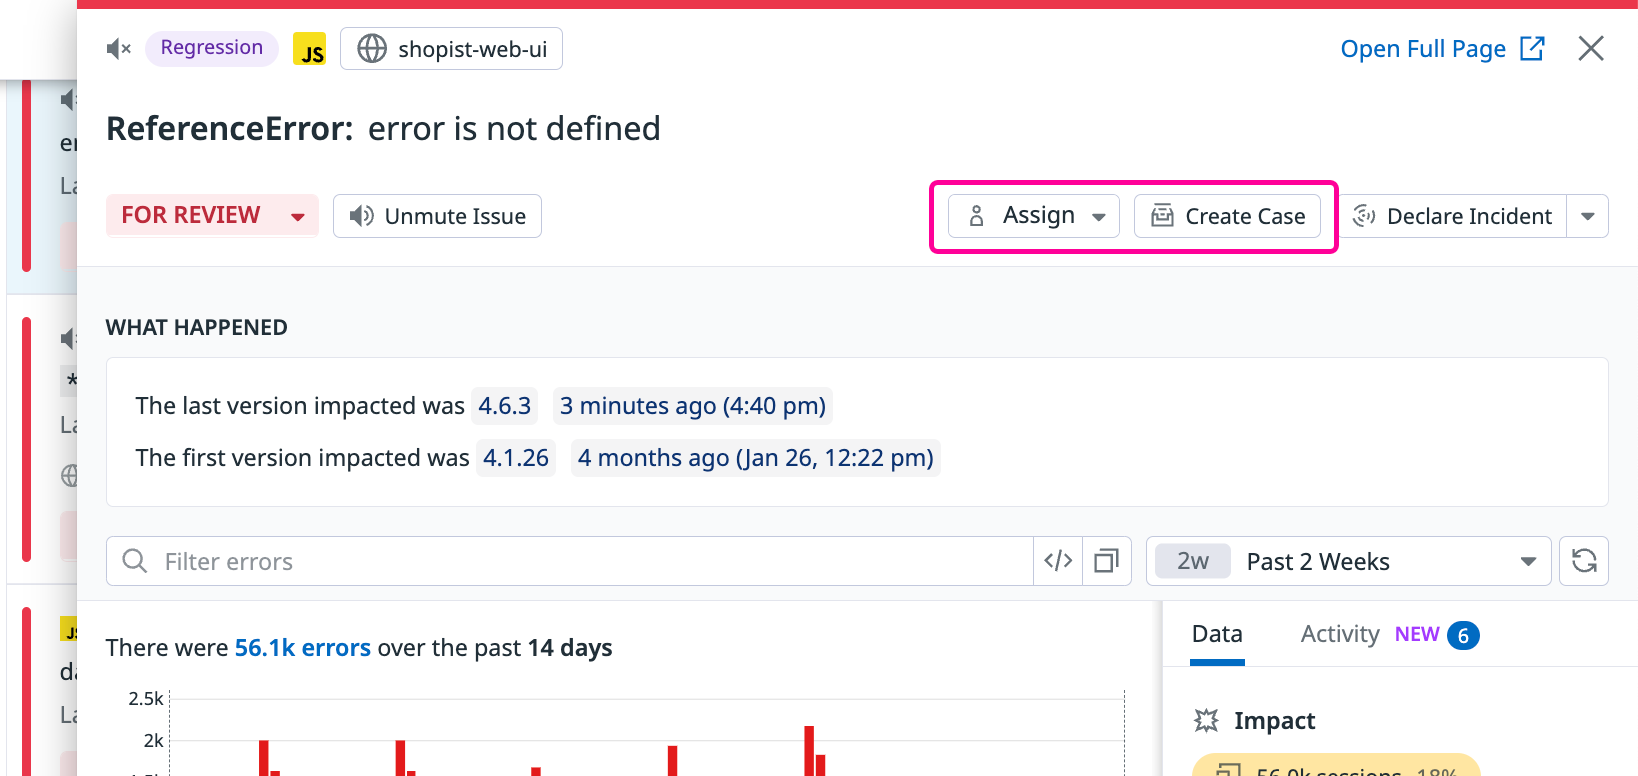 Regression JS shopist-web-ui Open Full Page
ReferenceError: error is not defined
FOR REVIEW Unmute Issue Assign Create Case Declare Incident
WHAT HAPPENED
The last version impacted was 4.6.3 3 minutes ago (4:40 pm)
The first version impacted was 4.1.26 4 months ago (Jan 26, 12:22 pm)
Filter errors </> 2w Past 2 Weeks
There were 56.1k errors over the past 14 days
Data Activity NEW 6
2.5k
2k
Impact
JS